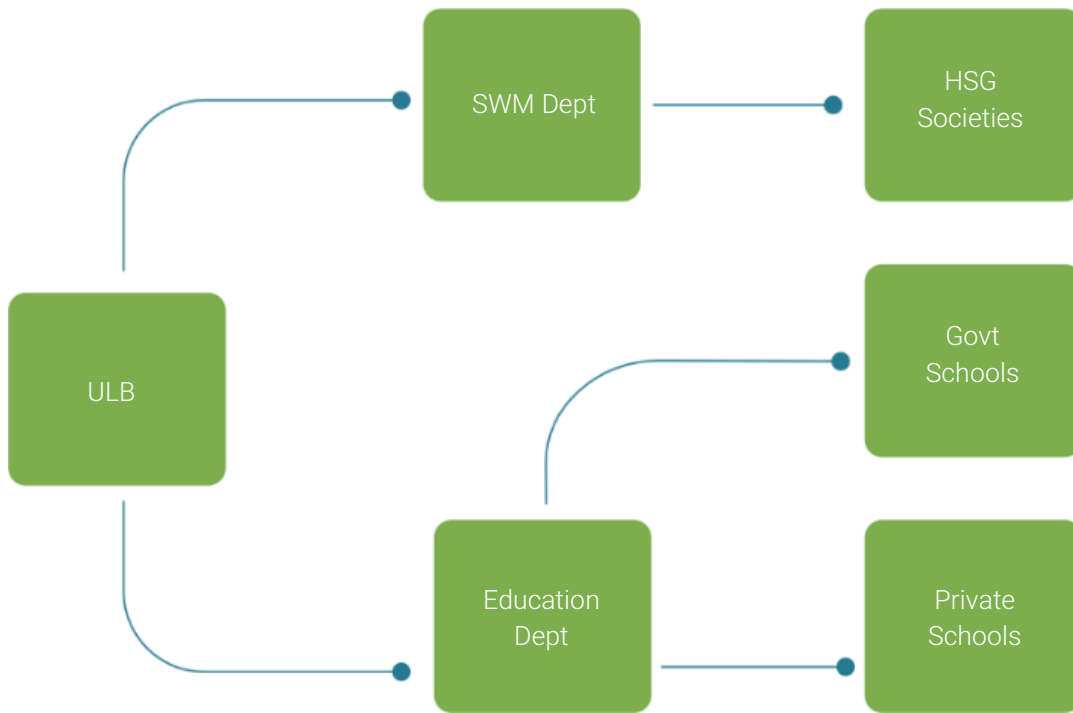 SWM Dept
HSG
Societies
ULB
Govt
Schools
Education
Dept
Private
Schools